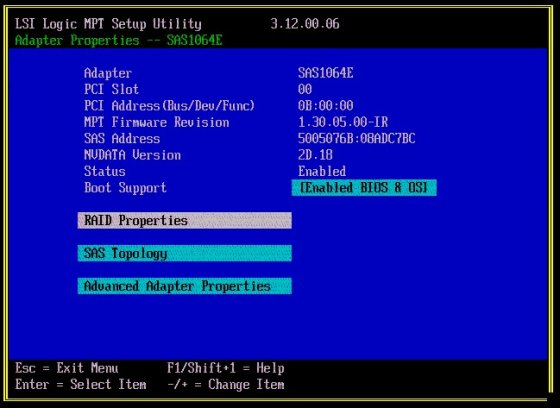 LSI Logic MPT Setup Utility 3.12.00.06
Adapter Properties -- SAS1064E
Adapter SAS1064E
PCI Slot 00
PCI Address(Bus/Dev/Func) 0B:00:00
MPT Firmware Revision 1.30.05.00-IR
SAS Address 5005076B:08ADC7BC
NVDATA Version 2D.18
Status Enabled
Boot Support [Enabled BIOS & OS]
RAID Properties
SAS Topology
Advanced Adapter Properties
Esc = Exit Menu F1/Shift+1 = Help
Enter = Select Item -/+ = Change Item